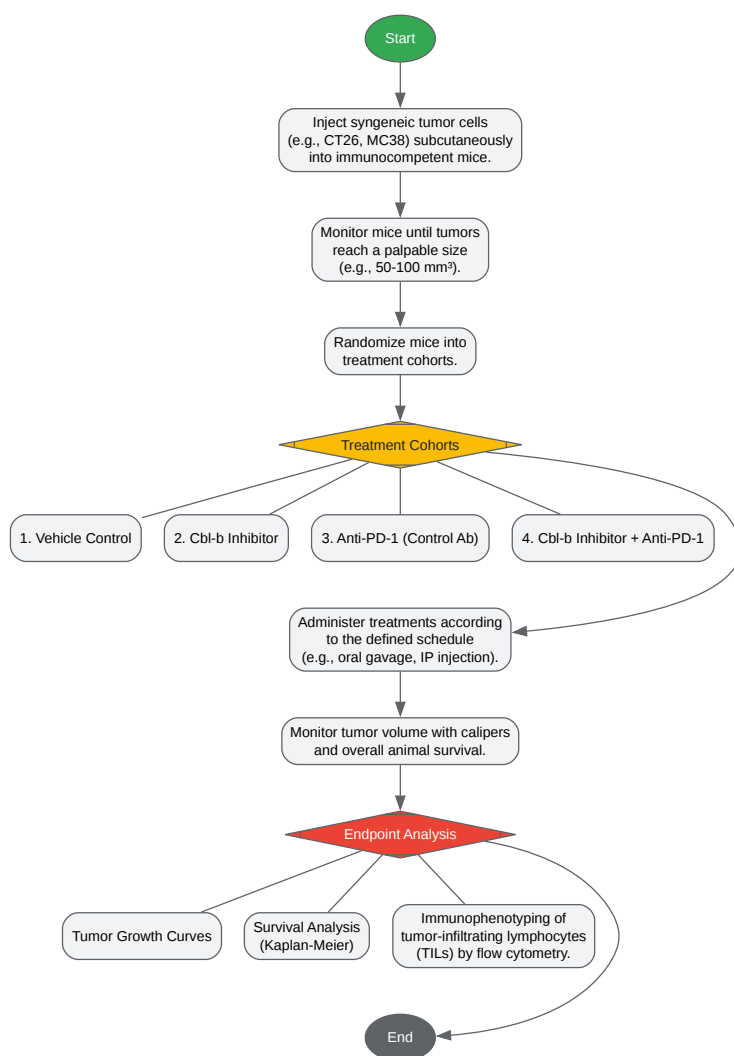 Start
Inject syngeneic tumor cells
(e.g., CT26, MC38) subcutaneously
into immunocompetent mice.
Monitor mice until tumors
reach a palpable size
(e.g., 50-100 mm³).
Randomize mice into
treatment cohorts.
Treatment Cohorts
1. Vehicle Control
2. Cbl-b Inhibitor
3. Anti-PD-1 (Control Ab)
4. Cbl-b Inhibitor + Anti-PD-1
Administer treatments according
to the defined schedule
(e.g., oral gavage, IP injection).
Monitor tumor volume with calipers
and overall animal survival.
Endpoint Analysis
Tumor Growth Curves
Survival Analysis
(Kaplan-Meier)
Immunophenotyping of
tumor-infiltrating lymphocytes
(TILs) by flow cytometry.
End